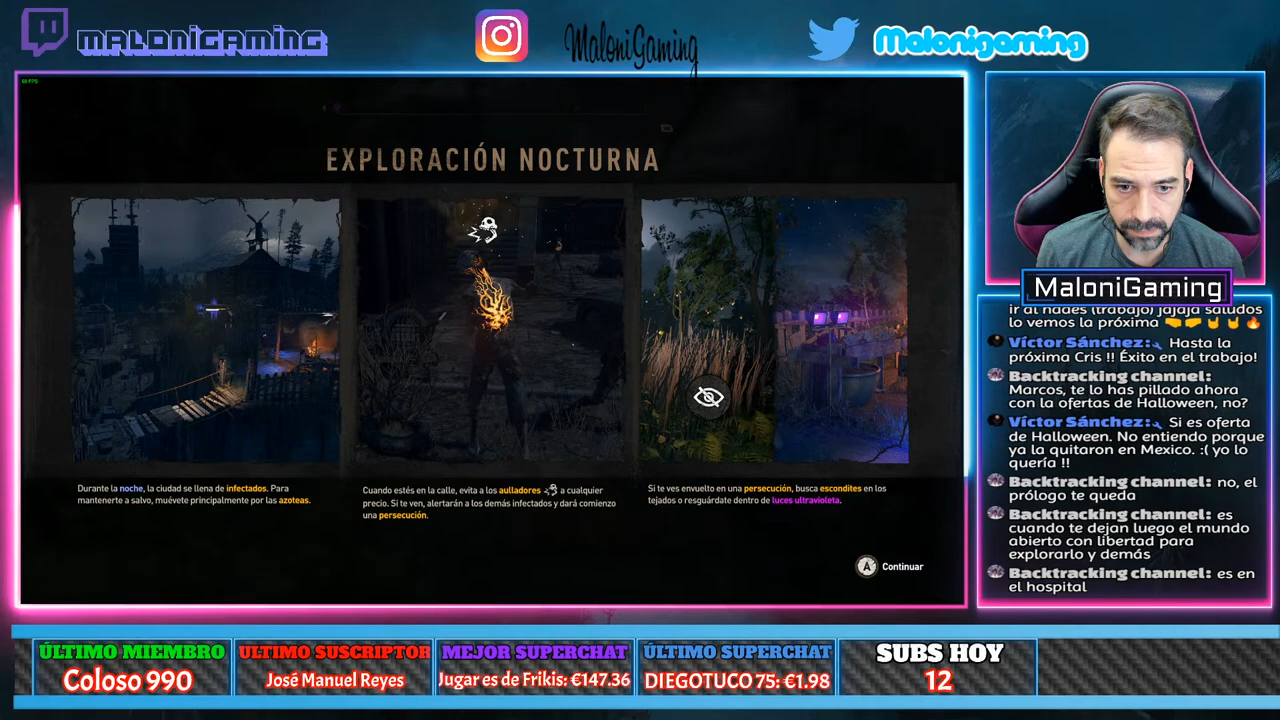 MALONIGAMING
MaloniGaming
Malonigaming
60 FPS
EXPLORACIÓN NOCTURNA
Durante la noche, la ciudad se llena de infectados. Para
mantenerte a salvo, muévete principalmente por las azoteas.
Cuando estés en la calle, evita a los aulladores a cualquier
precio. Si te ven, alertarán a los demás infectados y dará comienzo
una persecución.
Si te ves envuelto en una persecución, busca escondites en los
tejados o resguárdate dentro de luces ultravioleta.
A Continuar
MaloniGaming
ir al hades (trabajo) jajaja saludos
lo vemos la próxima
Víctor Sánchez: Hasta la
próxima Cris !! Éxito en el trabajo!
Backtracking channel:
Marcos, te lo has pillado ahora
con la ofertas de Halloween, no?
Víctor Sánchez: Si es oferta
de Halloween. No entiendo porque
ya la quitaron en Mexico. :( yo lo
quería !!
Backtracking channel: no, el
prólogo te queda
Backtracking channel: es
cuando te dejan luego el mundo
abierto con libertad para
explorarlo y demás
Backtracking channel: es en
el hospital
ÚLTIMO MIEMBRO
Coloso 990
ULTIMO SUSCRIPTOR
José Manuel Reyes
MEJOR SUPERCHAT
Jugar es de Frikis: €147.36
ÚLTIMO SUPERCHAT
DIEGOTUCO 75: €1.98
SUBS HOY
12